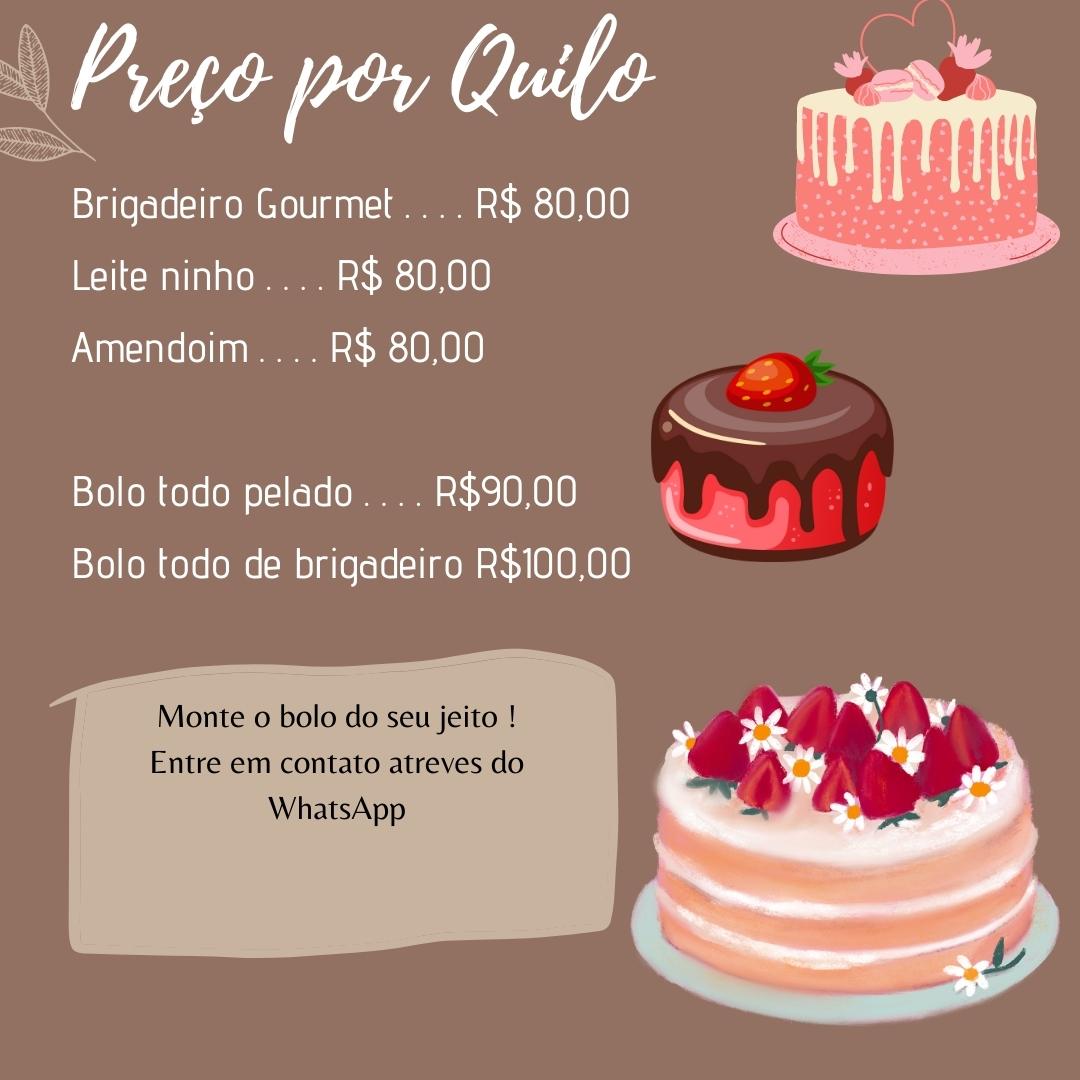 Preço por Quilo
Brigadeiro Gourmet . . . . R$ 80,00
Leite ninho . . . . R$ 80,00
Amendoim . . . . R$ 80,00
Bolo todo pelado . . . . R$90,00
Bolo todo de brigadeiro R$100,00
Monte o bolo do seu jeito !
Entre em contato atreves do
WhatsApp